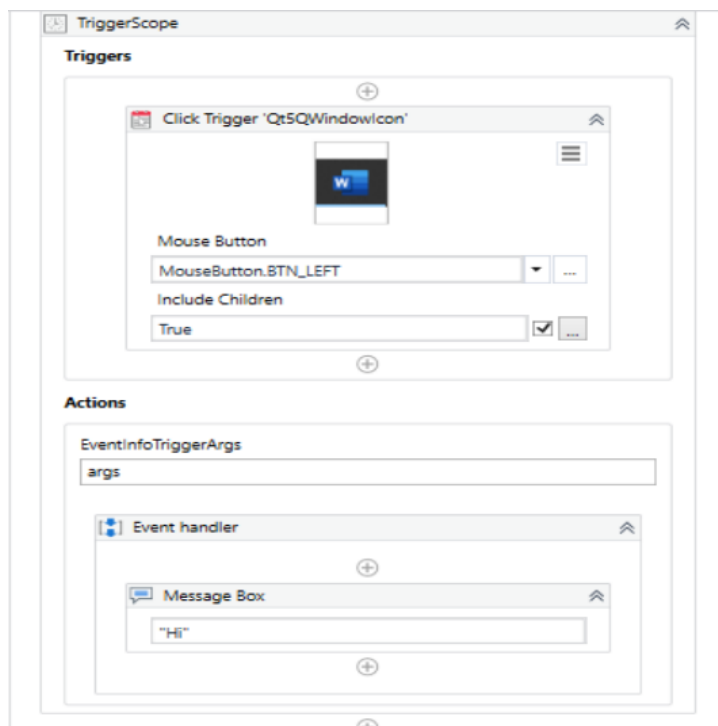 TriggerScope
Triggers
Click Trigger 'Qt5QWindowIcon'
W
Mouse Button
MouseButton.BTN_LEFT
...
Include Children
True
...
Actions
EventInfoTriggerArgs
args
Event handler
Message Box
"Hi"